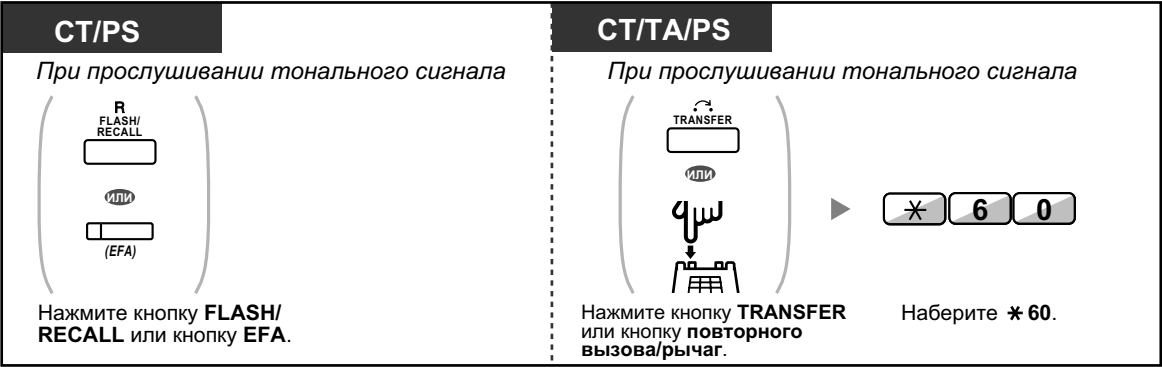 CT/PS
При прослушивании тонального сигнала
R
FLASH/
RECALL
или
(EFA)
Нажмите кнопку FLASH/
RECALL или кнопку EFA.
CT/TA/PS
При прослушивании тонального сигнала
TRANSFER
или
Нажмите кнопку TRANSFER
или кнопку повторного
вызова/рычаг.
* 6 0
Наберите * 60.